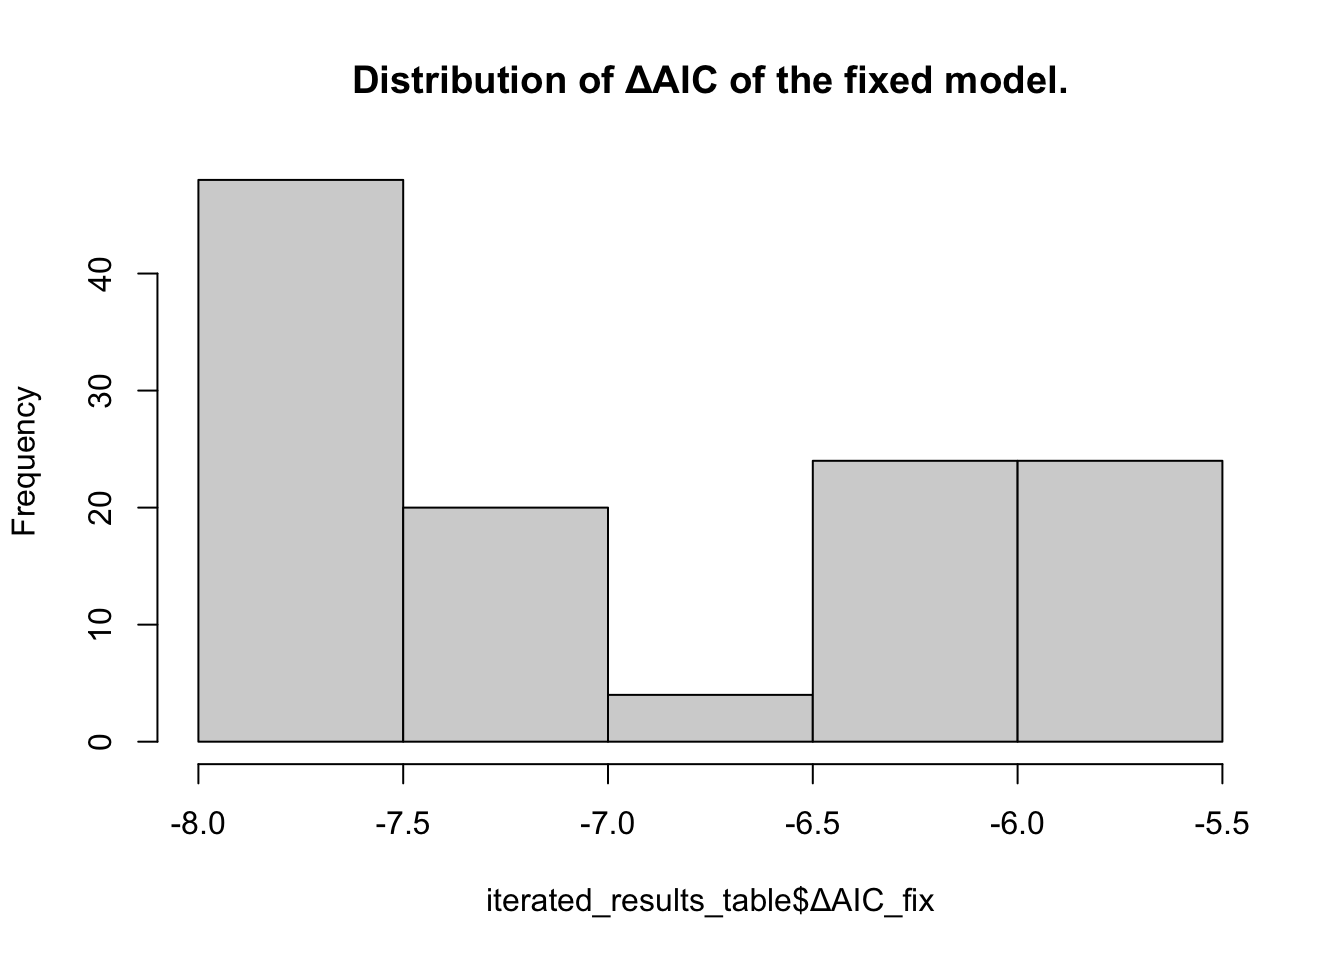 Distribution of ΔAIC of the fixed model.
Frequency
40
30
20
10
0
-8.0 -7.5 -7.0 -6.5 -6.0 -5.5
iterated_results_table$ΔAIC_fix